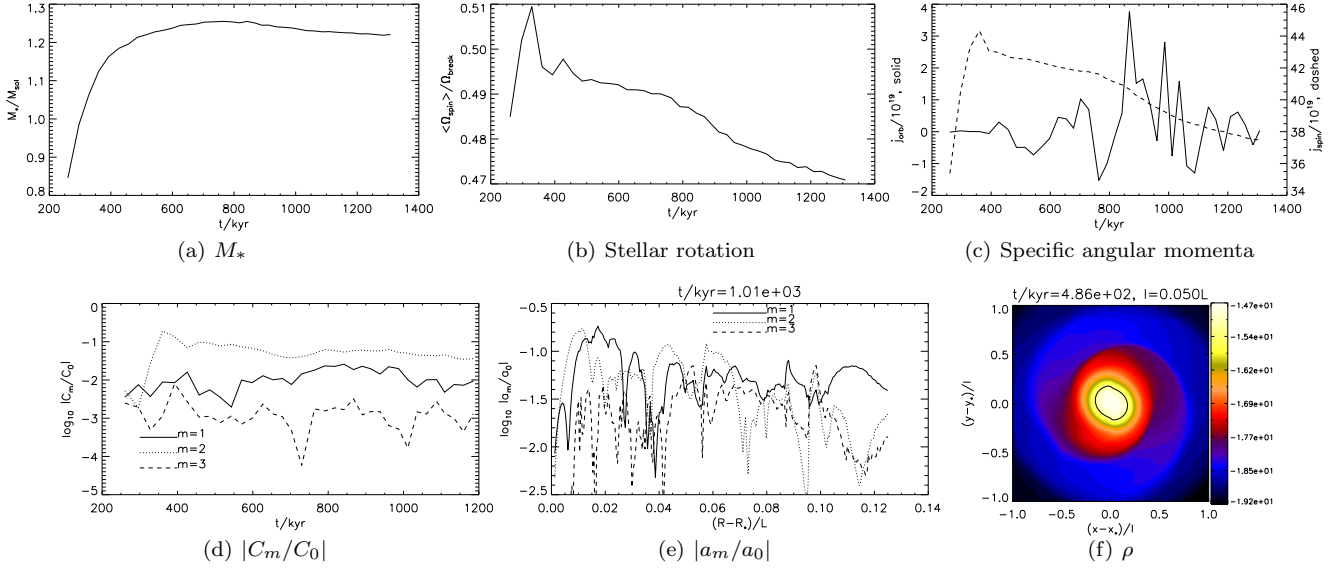 1.3
1.2
1.1
1.0
0.9
0.8
M*/Msol
200 400 600 800 1000 1200 1400
t/kyr
(a) M*
0.51
0.50
0.49
0.48
0.47
<Ωspin>/Ωbreak
200 400 600 800 1000 1200 1400
t/kyr
(b) Stellar rotation
4
3
2
1
0
-1
-2
jorb/10^19, solid
44
42
40
38
36
34
jspin/10^19, dashed
200 400 600 800 1000 1200 1400
t/kyr
(c) Specific angular momenta
0
-1
-2
-3
-4
-5
log10 |Cm/C0|
m=1
m=2
m=3
200 400 600 800 1000 1200
t/kyr
(d) |Cm/C0|
t/kyr=1.01e+03
-0.5
-1.0
-1.5
-2.0
-2.5
log10 |am/a0|
m=1
m=2
m=3
0.00 0.02 0.04 0.06 0.08 0.10 0.12 0.14
(R-R*)/L
(e) |am/a0|
t/kyr=4.86e+02, l=0.050L
1.0
0.5
0.0
-0.5
-1.0
(y-y*)/l
-1.0 -0.5 0.0 0.5 1.0
(x-x*)/l
-1.47e+01
-1.54e+01
-1.62e+01
-1.69e+01
-1.77e+01
-1.85e+01
-1.92e+01
(f) ρ